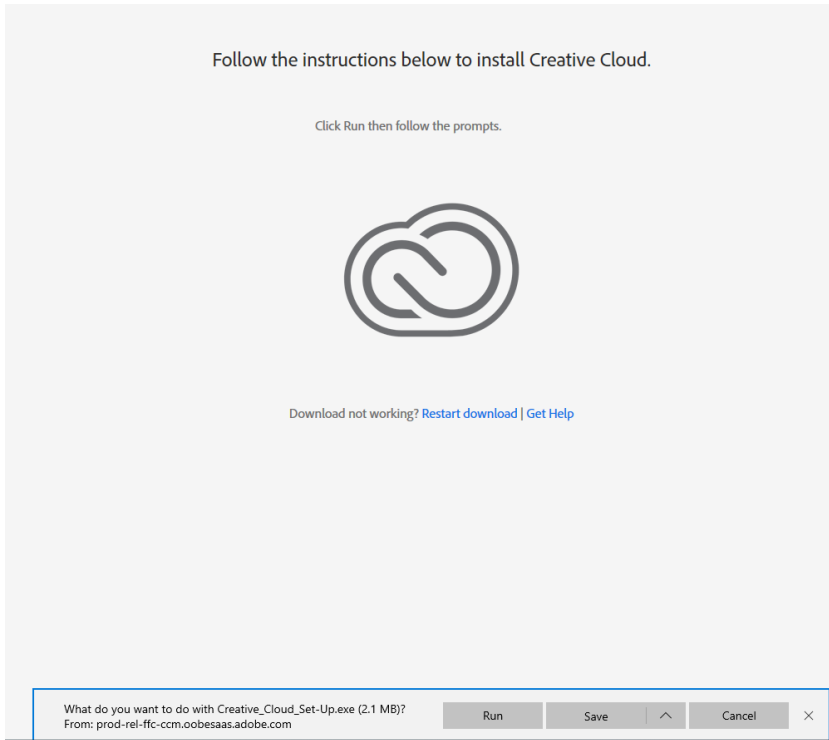 Follow the instructions below to install Creative Cloud.
Click Run then follow the prompts.
Download not working? Restart download | Get Help
What do you want to do with Creative_Cloud_Set-Up.exe (2.1 MB)?
From: prod-rel-ffc-ccm.oobesaas.adobe.com
Run
Save
Cancel